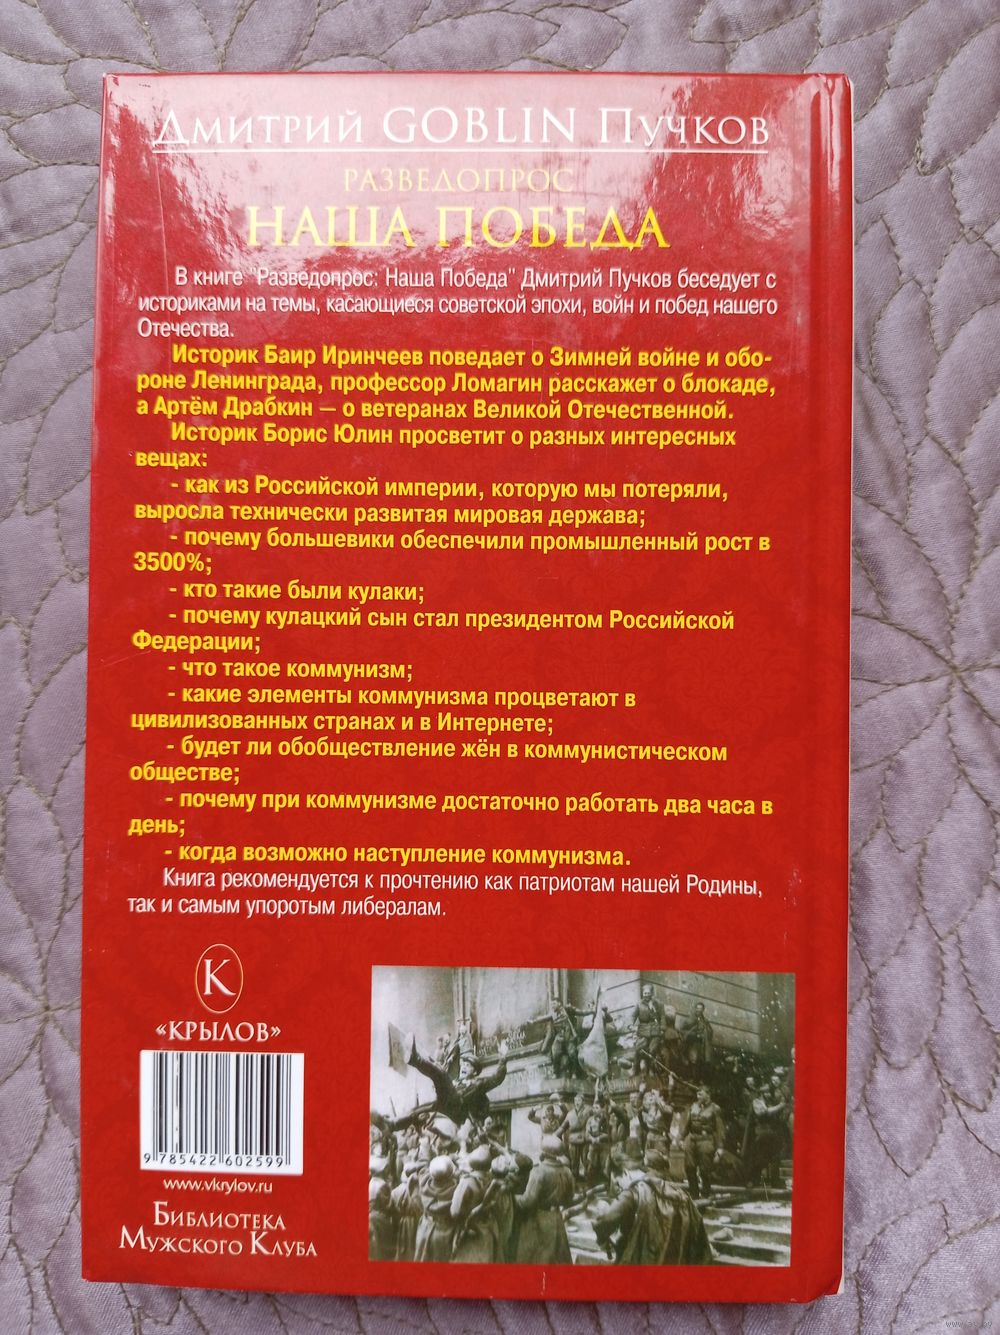 Дмитрий GOBLIN Пучков
РАЗВЕДОПРОС
НАША ПОБЕДА
В книге "Разведопрос: Наша Победа" Дмитрий Пучков беседует с
историками на темы, касающиеся советской эпохи, войн и побед нашего
Отечества.
Историк Баир Иринчеев поведает о Зимней войне и обо-
роне Ленинграда, профессор Ломагин расскажет о блокаде,
а Артём Драбкин — о ветеранах Великой Отечественной.
Историк Борис Юлин просветит о разных интересных
вещах:
- как из Российской империи, которую мы потеряли,
выросла технически развитая мировая держава;
- почему большевики обеспечили промышленный рост в
3500%;
- кто такие были кулаки;
- почему кулацкий сын стал президентом Российской
Федерации;
- что такое коммунизм;
- какие элементы коммунизма процветают в
цивилизованных странах и в Интернете;
- будет ли обобществление жён в коммунистическом
обществе;
- почему при коммунизме достаточно работать два часа в
день;
- когда возможно наступление коммунизма.
Книга рекомендуется к прочтению как патриотам нашей Родины,
так и самым упоротым либералам.
К
«КРЫЛОВ»
9 785422 602599
www.vkrylov.ru
Библиотека
Мужского Клуба